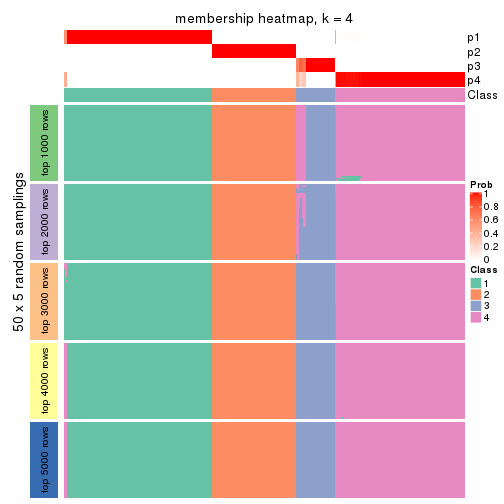 membership heatmap, k = 4
p1
p2
p3
p4
Class
50 x 5 random samplings
top 1000 rows
top 2000 rows
top 3000 rows
top 4000 rows
top 5000 rows
Prob
1
0.8
0.6
0.4
0.2
0
Class
1
2
3
4